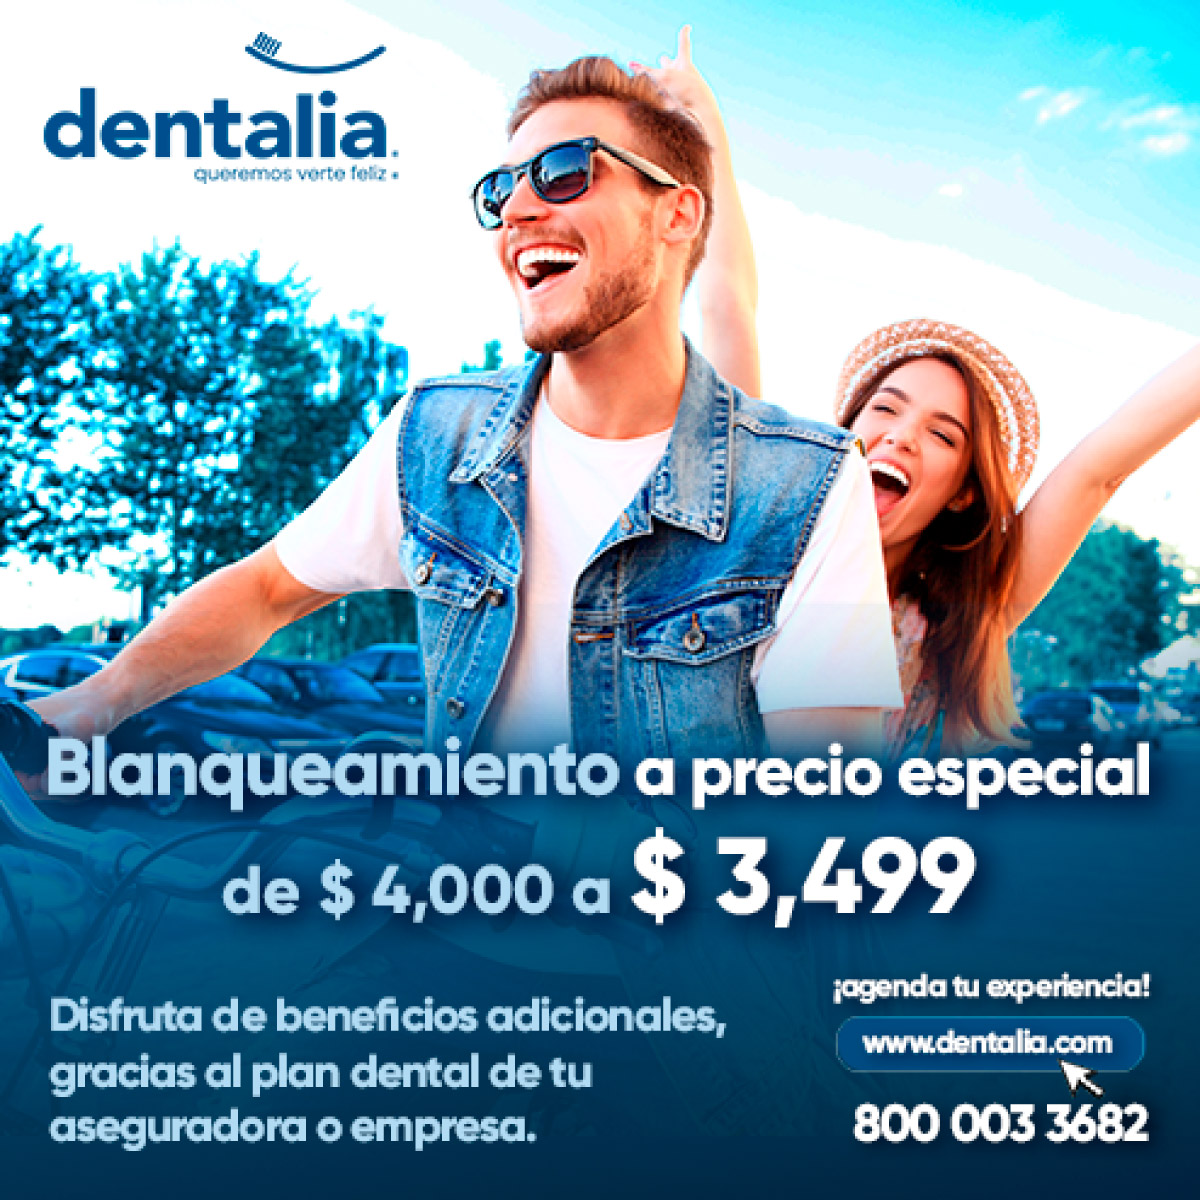 dentalia.
queremos verte feliz
Blanqueamiento a precio especial
de $ 4,000 a $ 3,499
Disfruta de beneficios adicionales,
gracias al plan dental de tu
aseguradora o empresa.
¡agenda tu experiencia!
www.dentalia.com
800 003 3682